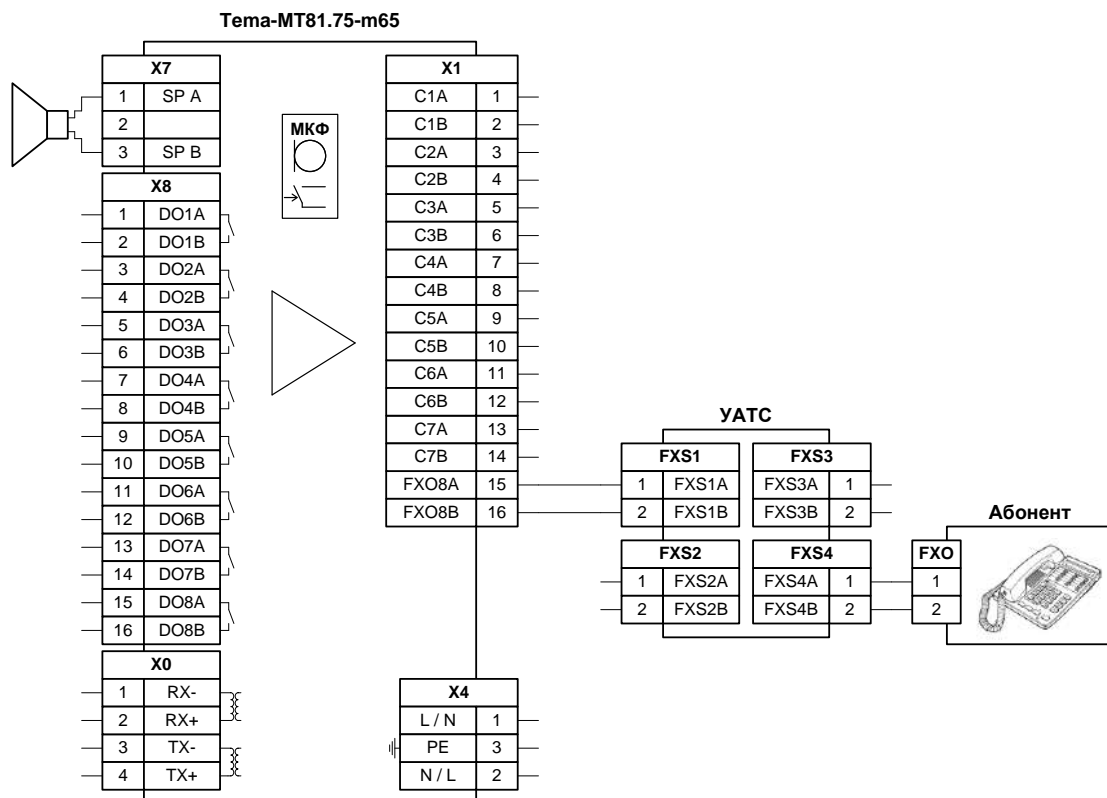 Tema-MT81.75-m65
X7
1 SP A
2
3 SP B
X8
1 DO1A
2 DO1B
3 DO2A
4 DO2B
5 DO3A
6 DO3B
7 DO4A
8 DO4B
9 DO5A
10 DO5B
11 DO6A
12 DO6B
13 DO7A
14 DO7B
15 DO8A
16 DO8B
X0
1 RX-
2 RX+
3 TX-
4 TX+
МКФ
X1
C1A 1
C1B 2
C2A 3
C2B 4
C3A 5
C3B 6
C4A 7
C4B 8
C5A 9
C5B 10
C6A 11
C6B 12
C7A 13
C7B 14
FXO8A 15
FXO8B 16
X4
L / N 1
PE 3
N / L 2
УАТС
FXS1
1 FXS1A
2 FXS1B
FXS3
FXS3A 1
FXS3B 2
FXS2
1 FXS2A
2 FXS2B
FXS4
FXS4A 1
FXS4B 2
Абонент
FXO
1
2